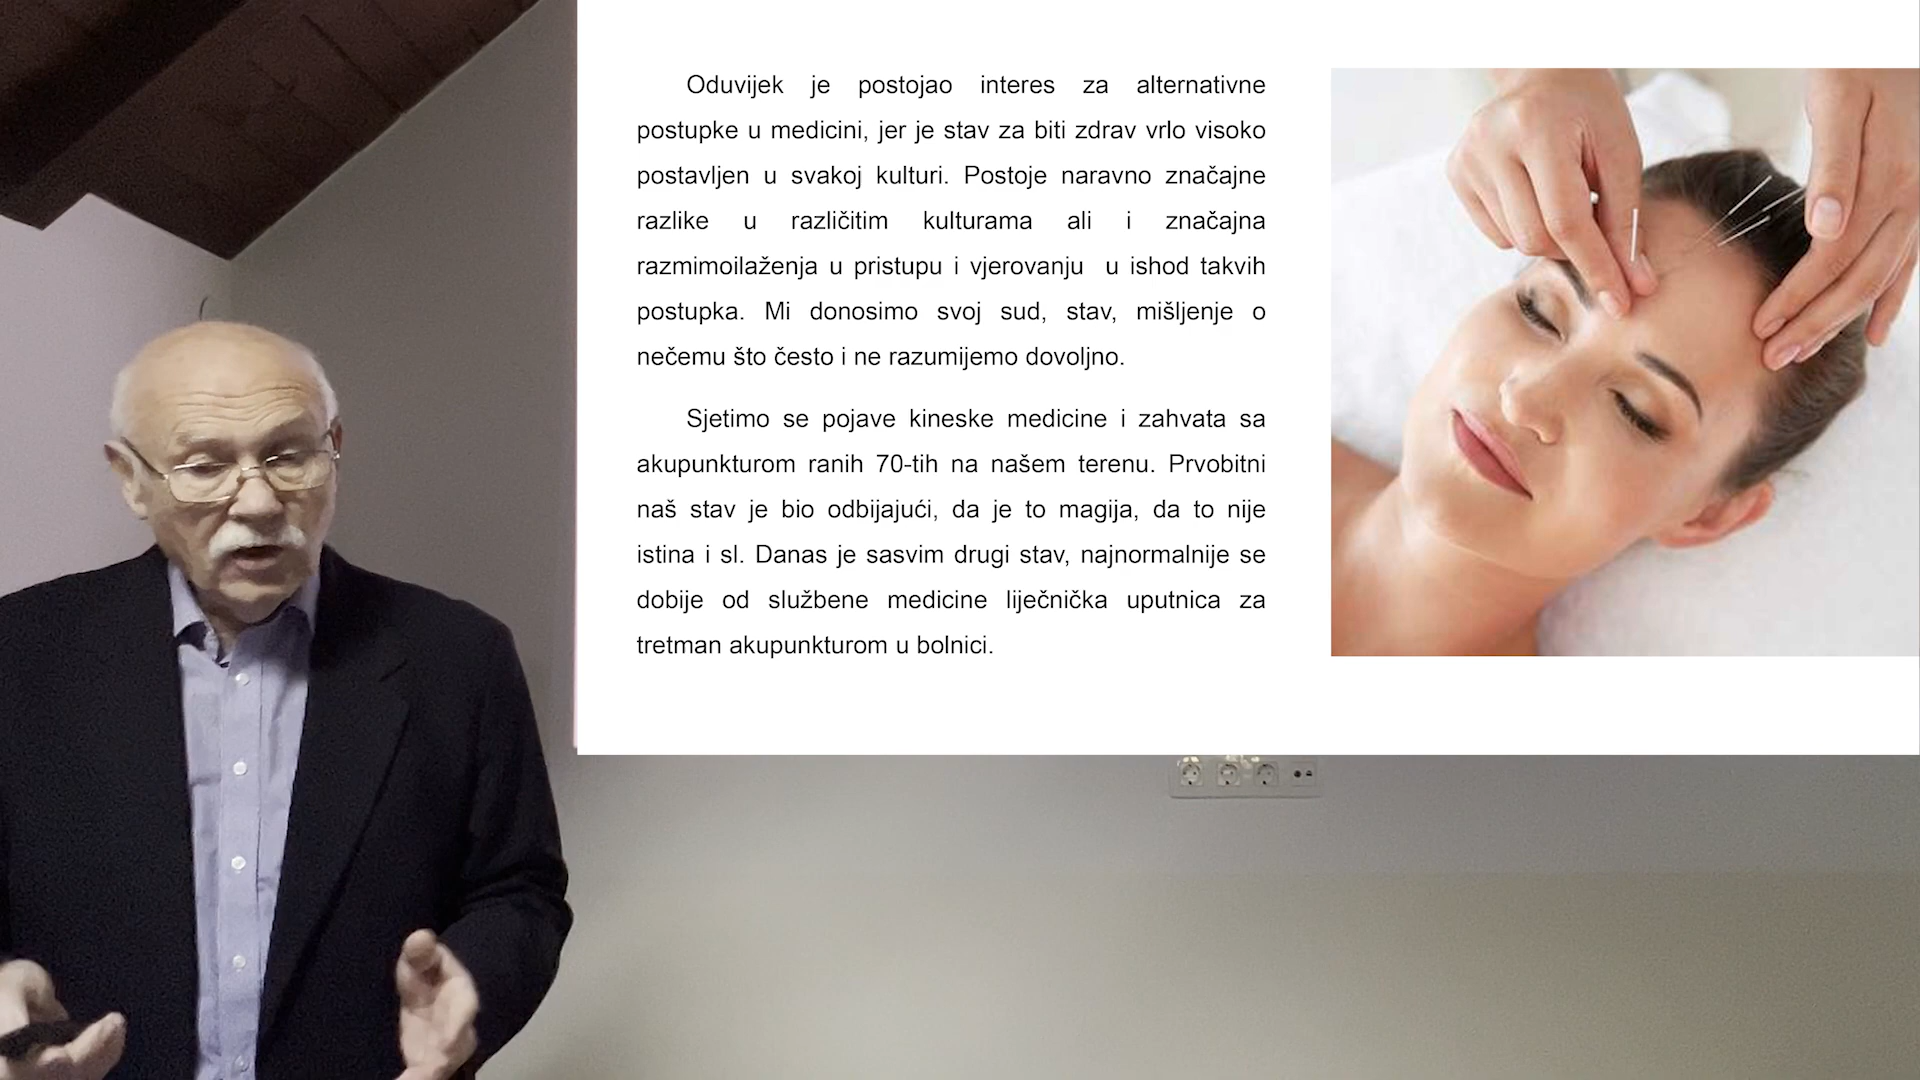 Oduvijek je postojao interes za alternativne
postupke u medicini, jer je stav za biti zdrav vrlo visoko
postavljen u svakoj kulturi. Postoje naravno značajne
razlike u različitim kulturama ali i značajna
razmimoilaženja u pristupu i vjerovanju u ishod takvih
postupka. Mi donosimo svoj sud, stav, mišljenje o
nečemu što često i ne razumijemo dovoljno.
Sjetimo se pojave kineske medicine i zahvata sa
akupunkturom ranih 70-tih na našem terenu. Prvobitni
naš stav je bio odbijajući, da je to magija, da to nije
istina i sl. Danas je sasvim drugi stav, najnormalnije se
dobije od službene medicine liječnička uputnica za
tretman akupunkturom u bolnici.